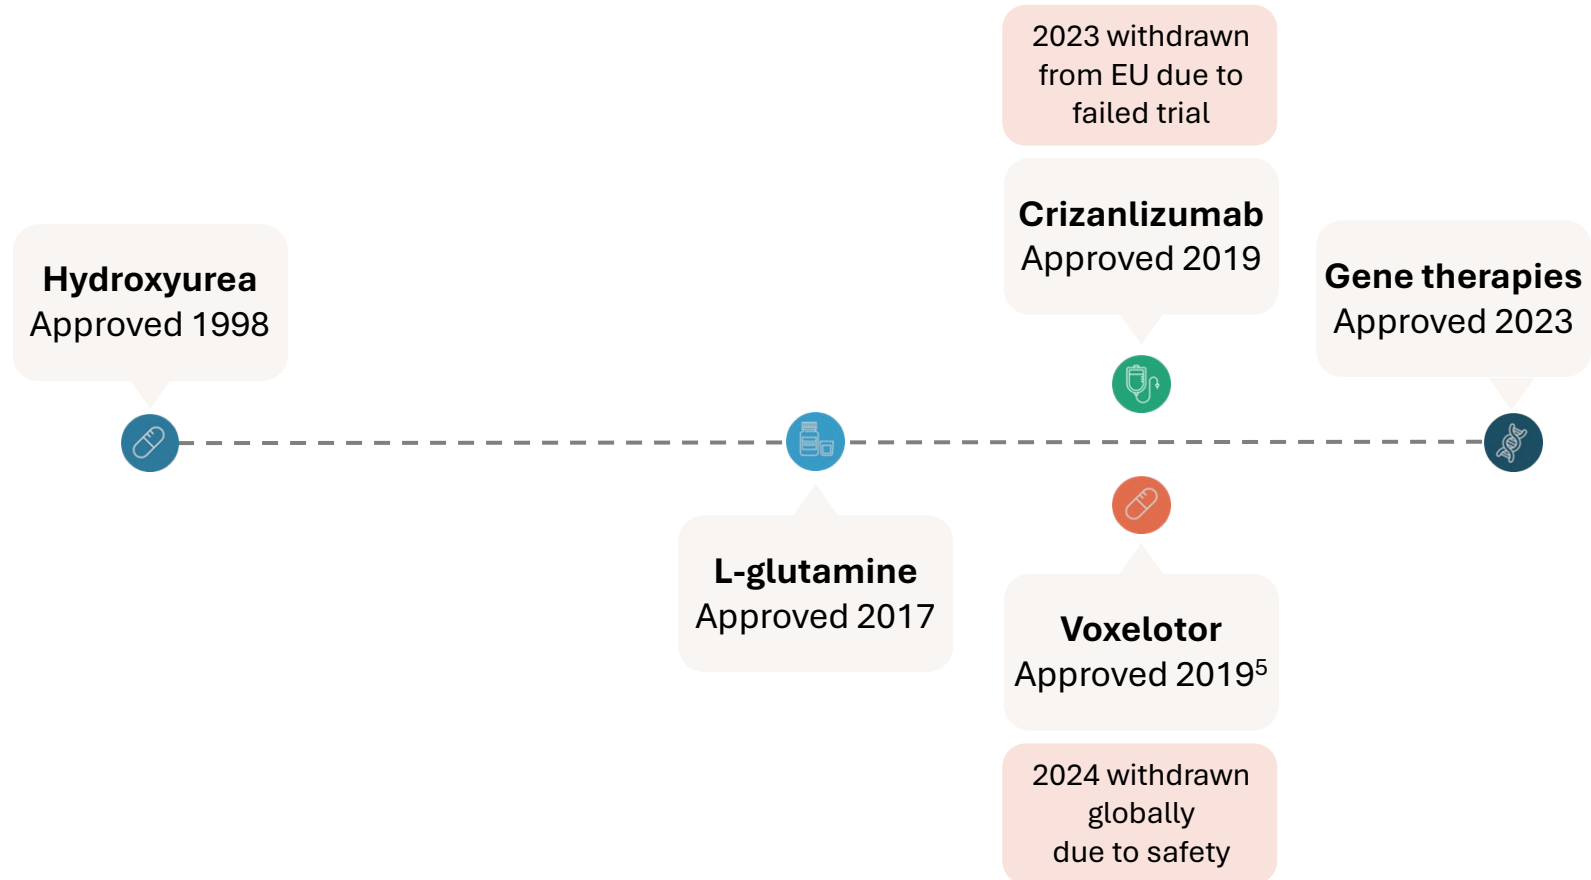 Hydroxyurea
Approved 1998
L-glutamine
Approved 2017
2023 withdrawn
from EU due to
failed trial
Crizanlizumab
Approved 2019
Voxelotor
Approved 2019⁵
2024 withdrawn
globally
due to safety
Gene therapies
Approved 2023